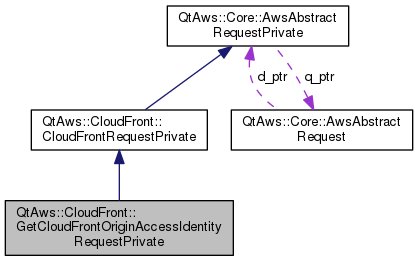 QtAws::Core::AwsAbstract
RequestPrivate
d_ptr
q_ptr
QtAws::CloudFront::
CloudFrontRequestPrivate
QtAws::Core::AwsAbstract
Request
QtAws::CloudFront::
GetCloudFrontOriginAccessIdentity
RequestPrivate